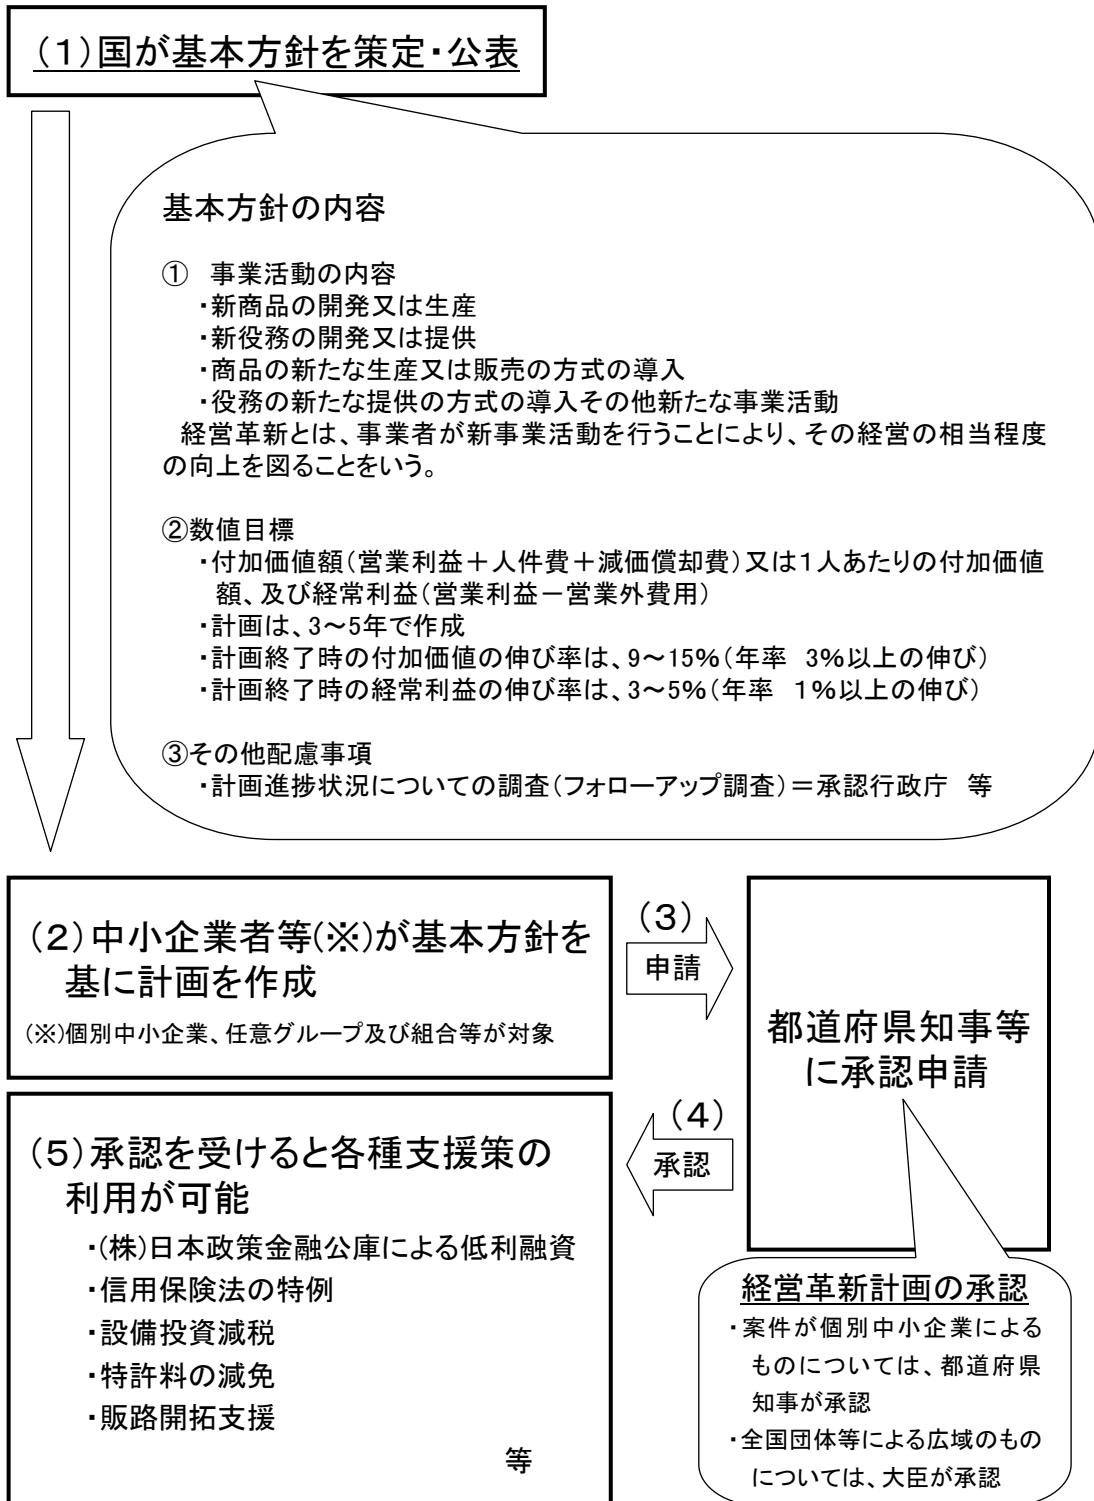 (1)国が基本方針を策定・公表
基本方針の内容
① 事業活動の内容
・新商品の開発又は生産
・新役務の開発又は提供
・商品の新たな生産又は販売の方式の導入
・役務の新たな提供の方式の導入その他新たな事業活動
経営革新とは、事業者が新事業活動を行うことにより、その経営の相当程度
の向上を図ることをいう。
②数値目標
・付加価値額(営業利益+人件費+減価償却費)又は1人あたりの付加価値
額、及び経常利益(営業利益-営業外費用)
・計画は、3~5年で作成
・計画終了時の付加価値の伸び率は、9~15%(年率 3%以上の伸び)
・計画終了時の経常利益の伸び率は、3~5%(年率 1%以上の伸び)
③その他配慮事項
・計画進捗状況についての調査(フォローアップ調査)=承認行政庁 等
(2)中小企業者等(※)が基本方針を
基に計画を作成
(※)個別中小企業、任意グループ及び組合等が対象
(3)
申請
都道府県知事等
に承認申請
(4)
承認
(5)承認を受けると各種支援策の
利用が可能
・(株)日本政策金融公庫による低利融資
・信用保険法の特例
・設備投資減税
・特許料の減免
・販路開拓支援
等
経営革新計画の承認
・案件が個別中小企業による
ものについては、都道府県
知事が承認
・全国団体等による広域のもの
については、大臣が承認